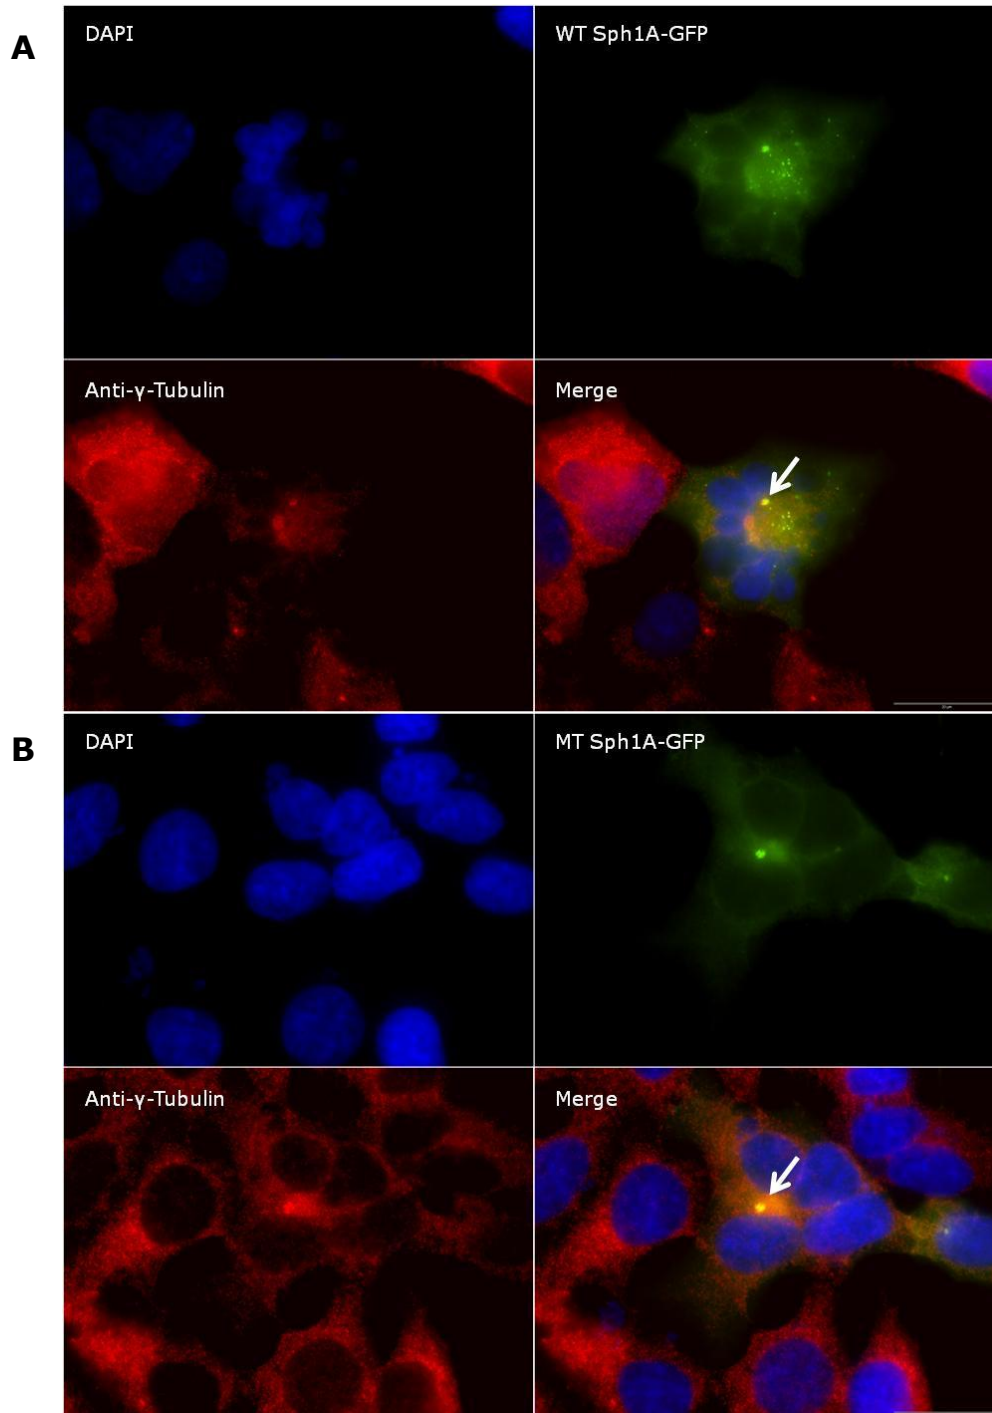 A
DAPI
WT Sph1A-GFP
Anti-γ-Tubulin
Merge
B
DAPI
MT Sph1A-GFP
Anti-γ-Tubulin
Merge